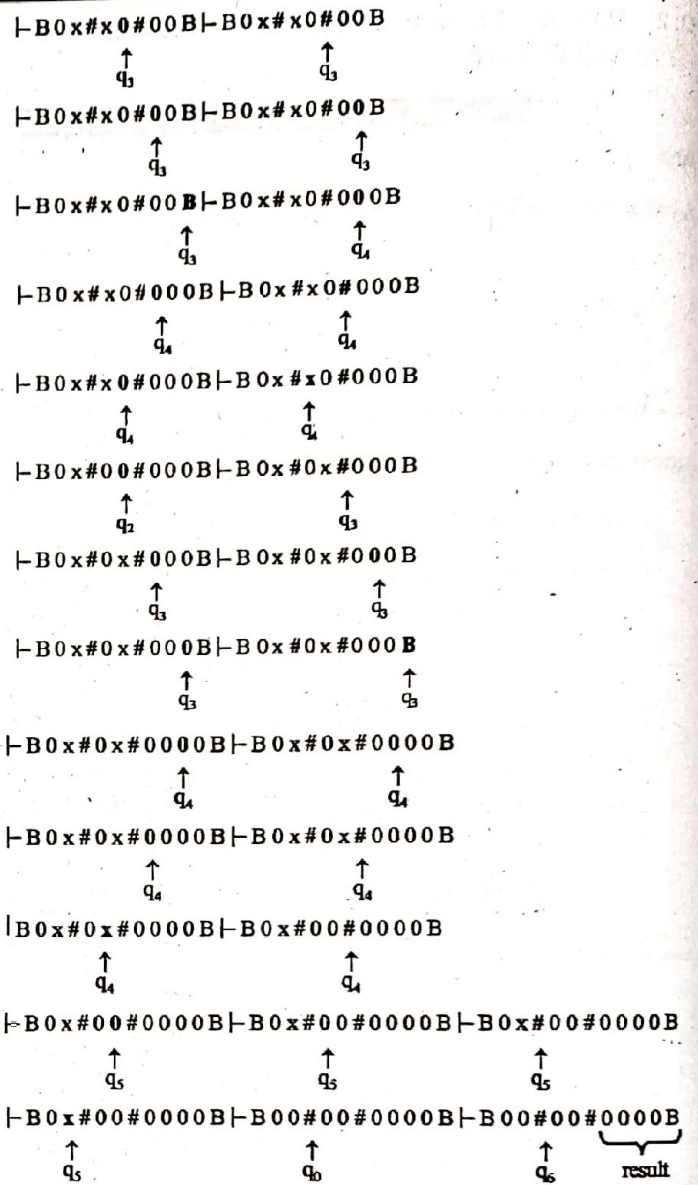 ⊢B0x#x0#00B⊢B0x#x0#00B
↑ ↑
q₃ q₃
⊢B0x#x0#00B⊢B0x#x0#00B
↑ ↑
q₃ q₃
⊢B0x#x0#00B⊢B0x#x0#000B
↑ ↑
q₃ q₄
⊢B0x#x0#000B⊢B0x#x0#000B
↑ ↑
q₄ q₄
⊢B0x#x0#000B⊢B0x#x0#000B
↑ ↑
q₄ q₄
⊢B0x#00#000B⊢B0x#0x#000B
↑ ↑
q₂ q₃
⊢B0x#0x#000B⊢B0x#0x#000B
↑ ↑
q₃ q₃
⊢B0x#0x#000B⊢B0x#0x#000B
↑ ↑
q₃ q₃
⊢B0x#0x#0000B⊢B0x#0x#0000B
↑ ↑
q₄ q₄
⊢B0x#0x#0000B⊢B0x#0x#0000B
↑ ↑
q₄ q₄
|B0x#0x#0000B⊢B0x#00#0000B
↑ ↑
q₄ q₄
⊢B0x#00#0000B⊢B0x#00#0000B⊢B0x#00#0000B
↑ ↑ ↑
q₅ q₅ q₅
⊢B0x#00#0000B⊢B00#00#0000B⊢B00#00#0000B
↑ ↑ ↑
q₅ q₀ q₆ result